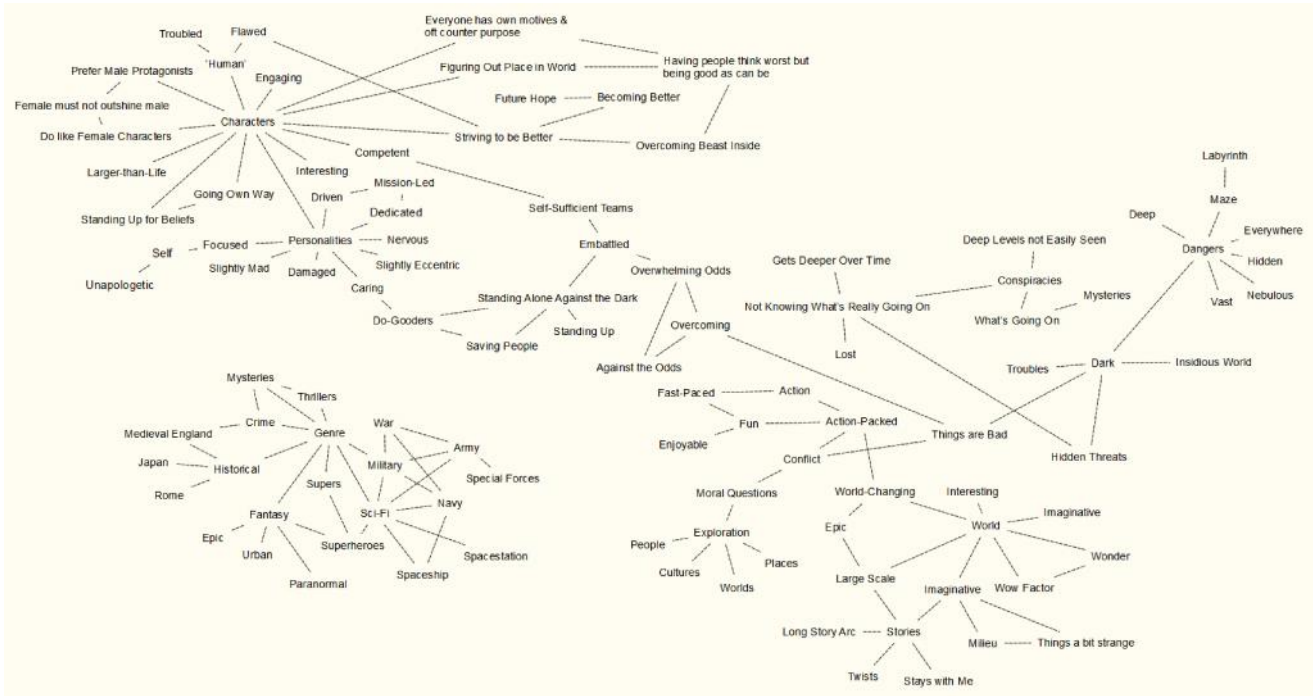 Everyone has own motives &
oft counter purpose
Troubled
Flawed
'Human'
Prefer Male Protagonists
Engaging
Figuring Out Place in World
Having people think worst but
being good as can be
Female must not outshine male
Future Hope
Becoming Better
Characters
Do like Female Characters
Striving to be Better
Overcoming Beast Inside
Competent
Larger-than-Life
Interesting
Mission-Led
Going Own Way
Driven
Standing Up for Beliefs
Dedicated
Self-Sufficient Teams
Self
Focused
Personalities
Nervous
Embattled
Slightly Mad
Damaged
Slightly Eccentric
Unapologetic
Caring
Overwhelming Odds
Standing Alone Against the Dark
Do-Gooders
Standing Up
Overcoming
Saving People
Against the Odds
Labyrinth
Maze
Deep
Everywhere
Deep Levels not Easily Seen
Dangers
Hidden
Gets Deeper Over Time
Conspiracies
Mysteries
Vast
Nebulous
Not Knowing What's Really Going On
What's Going On
Lost
Troubles
Dark
Insidious World
Mysteries
Thrillers
Crime
War
Medieval England
Genre
Army
Japan
Historical
Military
Special Forces
Supers
Rome
Fantasy
Sci-Fi
Navy
Epic
Urban
Superheroes
Spacestation
Paranormal
Spaceship
Fast-Paced
Action
Fun
Action-Packed
Things are Bad
Enjoyable
Conflict
Hidden Threats
Moral Questions
World-Changing
Interesting
Imaginative
Exploration
Epic
World
People
Places
Wonder
Cultures
Worlds
Large Scale
Imaginative
Wow Factor
Long Story Arc
Stories
Milieu
Things a bit strange
Twists
Stays with Me